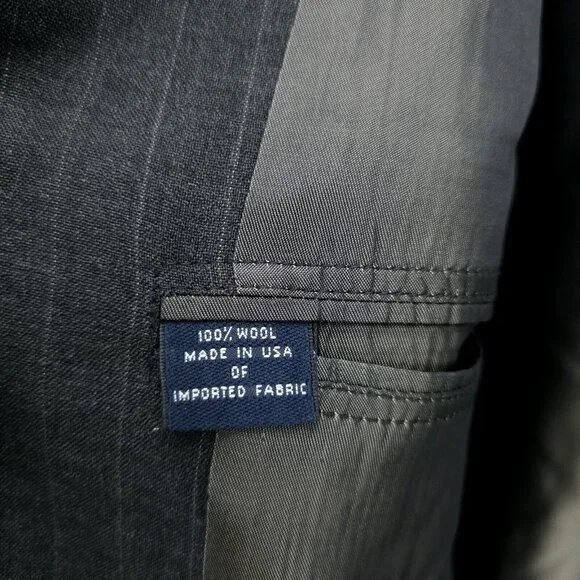 100% WOOL
MADE IN USA
OF
IMPORTED FABRIC